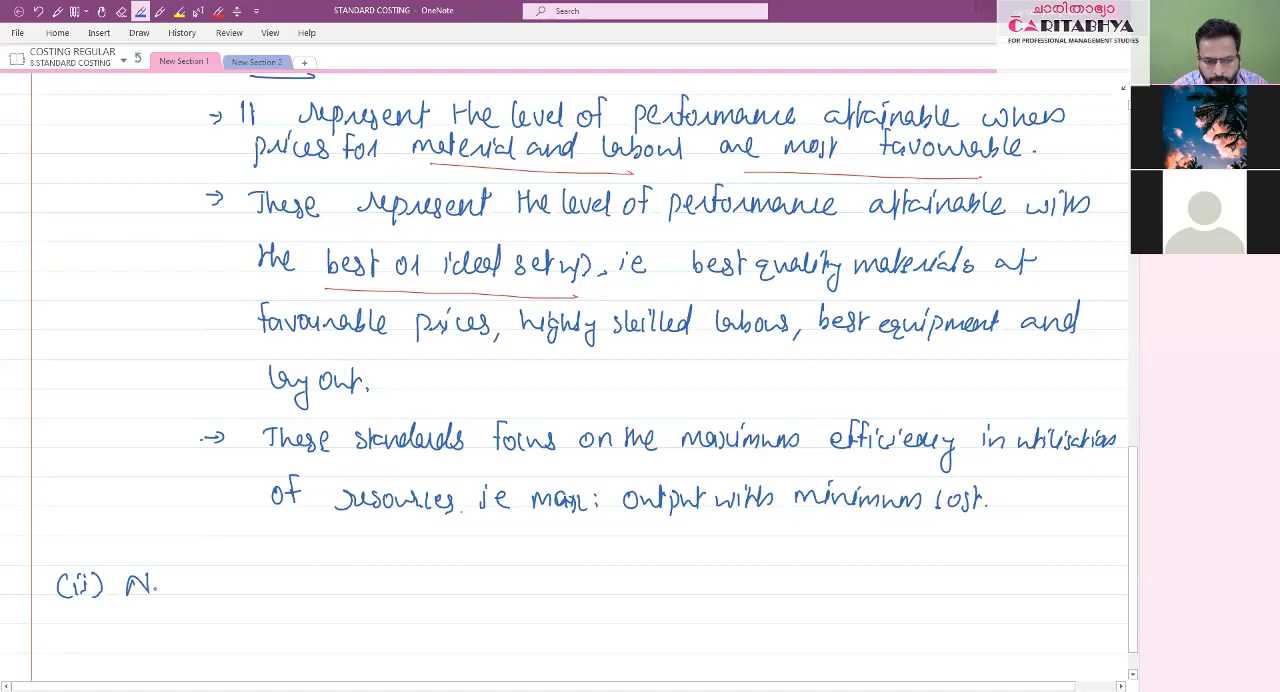 STANDARD COSTING - OneNote
Search
ചാരിതാഭ്യാ
CARITABHYA
FOR PROFESSIONAL MANAGEMENT STUDIES
File Home Insert Draw History Review View Help
COSTING REGULAR
8.STANDARD COSTING
New Section 1 New Section 2 +
→ It represent the level of performance attainable when
prices for material and labour are most favourable.
→ These represent the level of performance attainable with
the best or ideal set up, ie best quality materials at
favourable prices, highly skilled labour, best equipment and
lay out.
→ These standards focus on the maximum efficiency in utilisation
of resources. ie max: output with minimum cost.
(ii) N